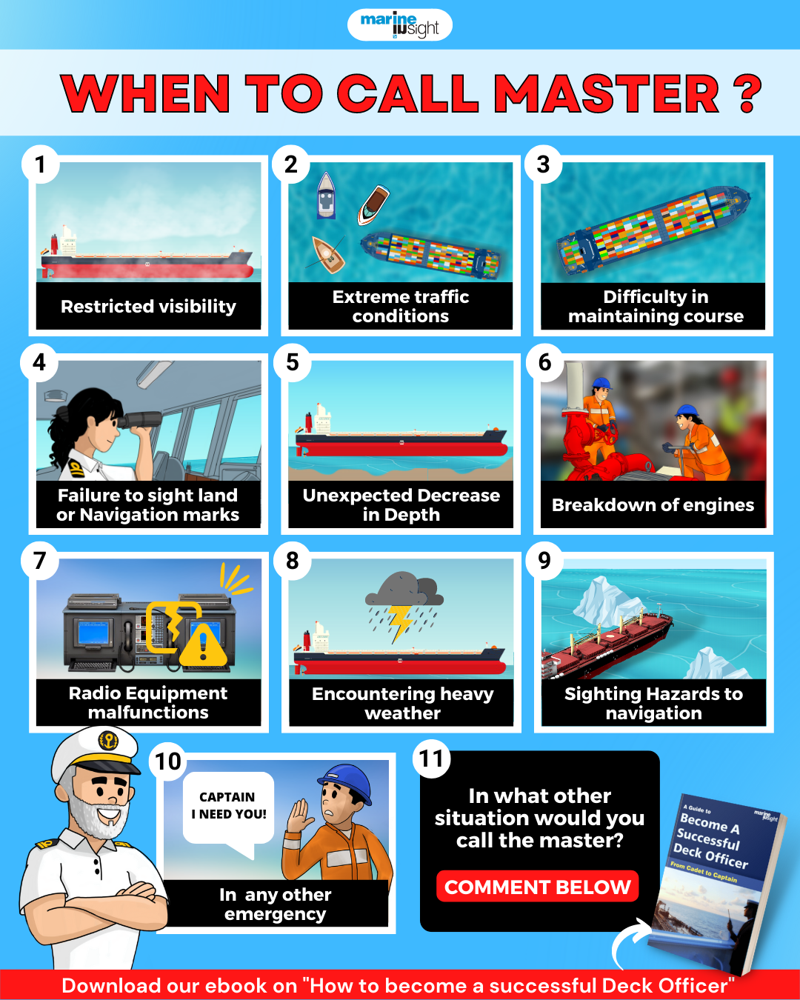 marine
insight
WHEN TO CALL MASTER ?
1
Restricted visibility
2
Extreme traffic
conditions
3
Difficulty in
maintaining course
4
Failure to sight land
or Navigation marks
5
Unexpected Decrease
in Depth
6
Breakdown of engines
7
Radio Equipment
malfunctions
8
Encountering heavy
weather
9
Sighting Hazards to
navigation
10
CAPTAIN
I NEED YOU!
In any other
emergency
11
In what other
situation would you
call the master?
COMMENT BELOW
marine
insight
A Guide to
Become A
Successful
Deck Officer
From Cadet to Captain
Download our ebook on "How to become a successful Deck Officer"